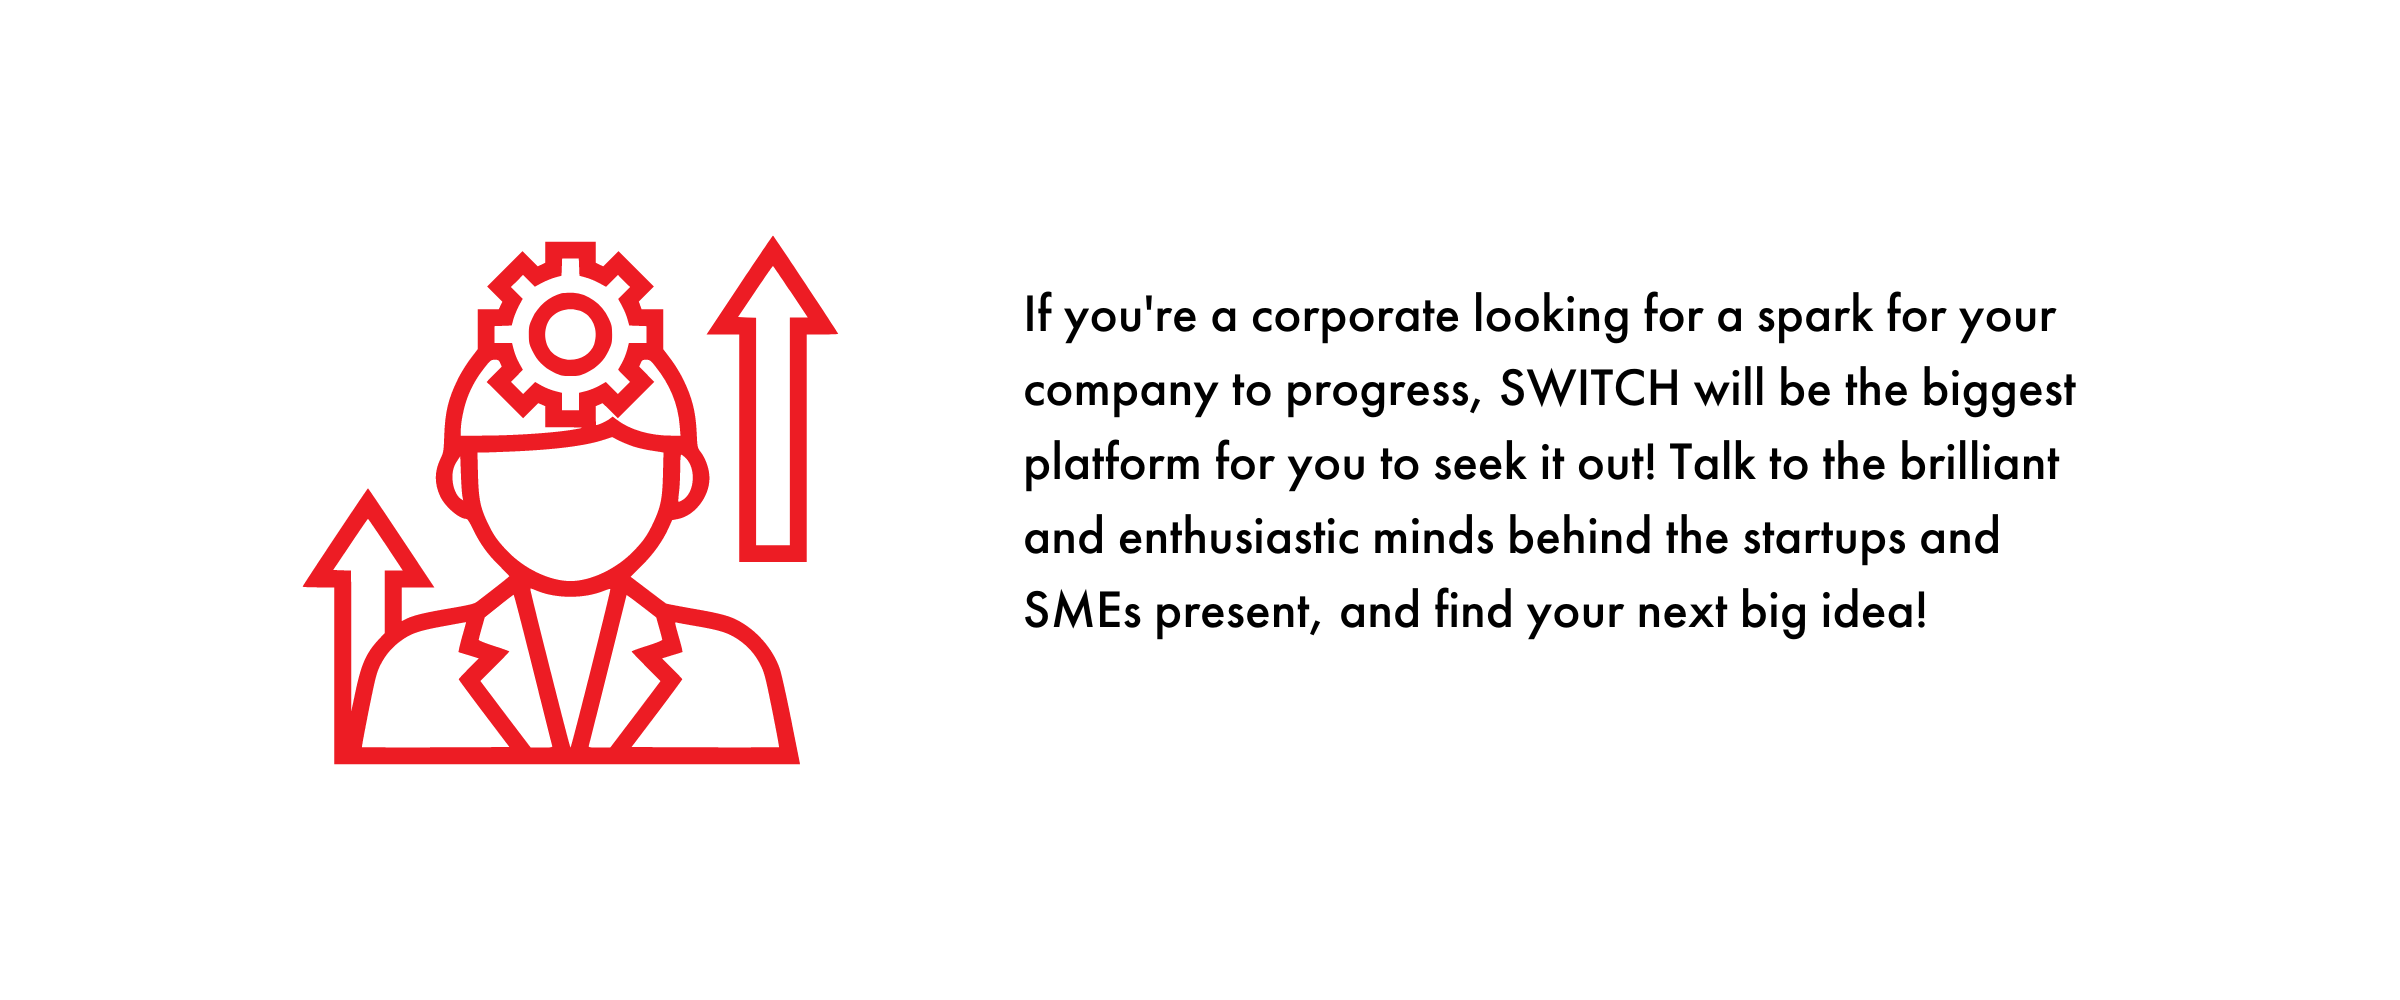 If you're a corporate looking for a spark for your
company to progress, SWITCH will be the biggest
platform for you to seek it out! Talk to the brilliant
and enthusiastic minds behind the startups and
SMEs present, and find your next big idea!